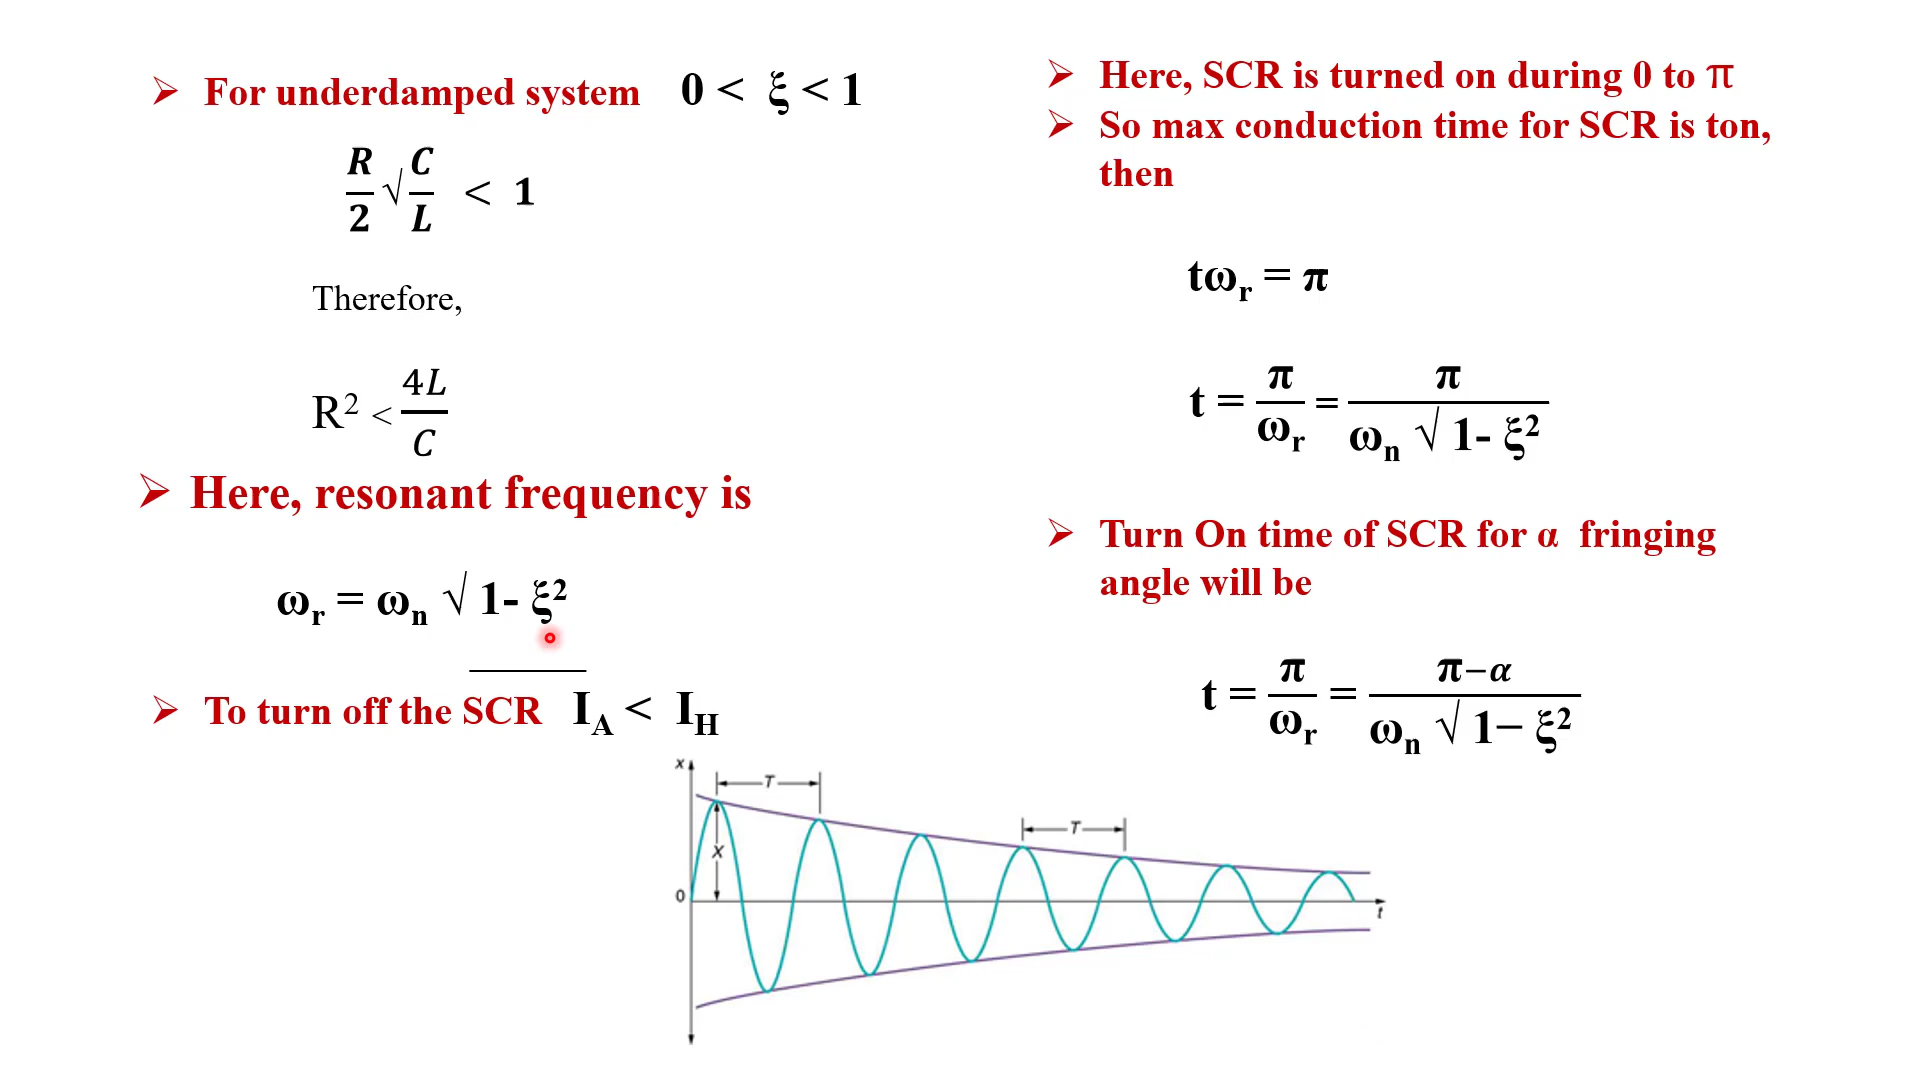 ➢ For underdamped system 0 < ξ < 1
R/2 √ C/L < 1
Therefore,
R² < 4L/C
➢ Here, resonant frequency is
ωr = ωn √ 1- ξ²
➢ To turn off the SCR IA < IH
➢ Here, SCR is turned on during 0 to π
➢ So max conduction time for SCR is ton,
then
tωr = π
t = π/ωr = π/ωn √ 1- ξ²
➢ Turn On time of SCR for α fringing
angle will be
t = π/ωr = π−α/ωn √ 1− ξ²
x
T
T
X
0
t